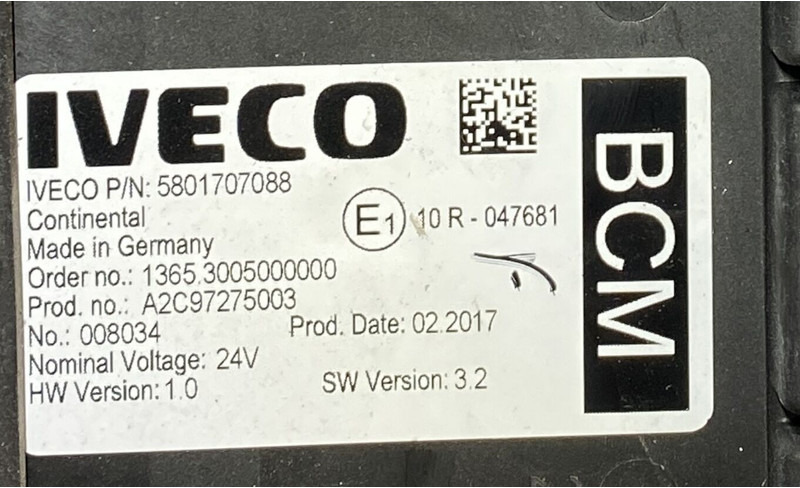 IVECO
IVECO P/N: 5801707088
Continental
E1 10 R - 047681
Made in Germany
Order no.: 1365.3005000000
Prod. no.: A2C97275003
No.: 008034
Prod. Date: 02.2017
Nominal Voltage: 24V
HW Version: 1.0
SW Version: 3.2
BCM